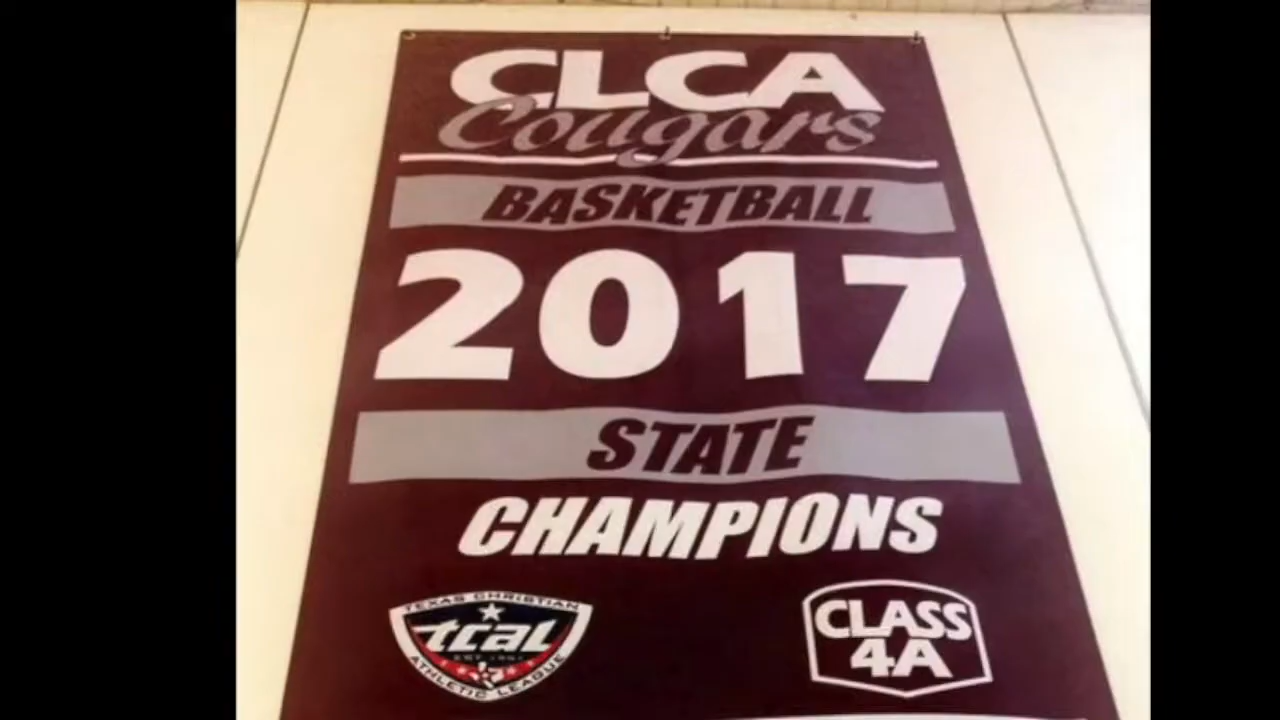 CLCA
Cougars
BASKETBALL
2017
STATE
CHAMPIONS
TEXAS CHRISTIAN
tcal
ATHLETIC LEAGUE
CLASS
4A